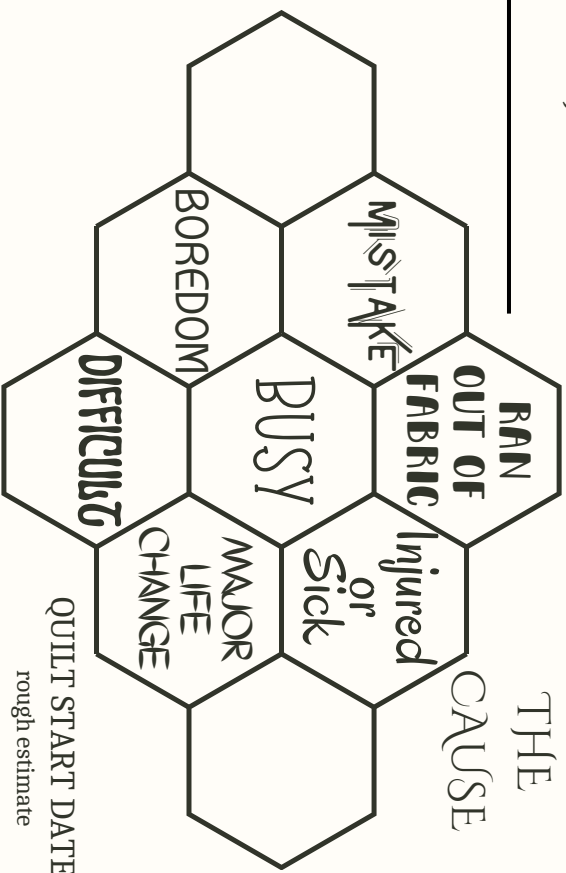 THE
CAUSE
RAN
OUT OF
FABRIC
MISTAKE
Injured
or
Sick
BUSY
BOREDOM
MAJOR
LIFE
CHANGE
DIFFICULT
QUILT START DATE
rough estimate